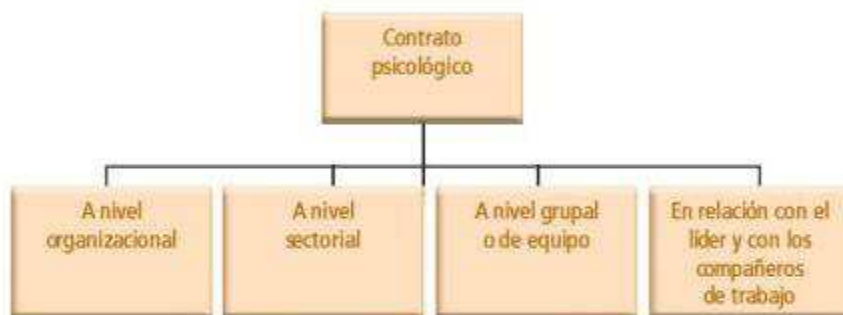 Contrato
psicológico
A nivel
organizacional
A nivel
sectorial
A nivel grupal
o de equipo
En relación con el
líder y con los
compañeros
de trabajo